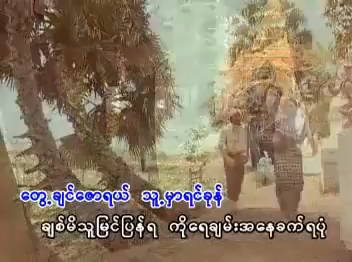 တွေ့ချင်ဇောရယ် သူ့မှာရင်ခုန်
ချစ်မိသူမြင်ပြန်ရ ကိုရေချမ်းအနေခက်ရပုံ